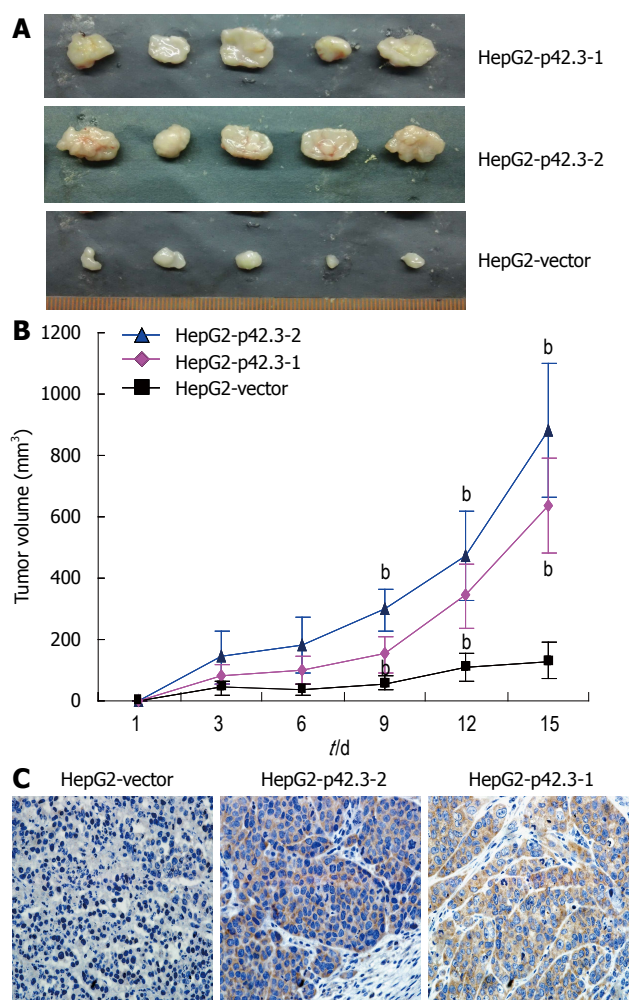 A
HepG2-p42.3-1
HepG2-p42.3-2
HepG2-vector
B
1200
1000
800
600
400
200
0
Tumor volume (mm³)
HepG2-p42.3-2
HepG2-p42.3-1
HepG2-vector
b
b
b
b
b
b
1 3 6 9 12 15
t/d
C
HepG2-vector HepG2-p42.3-2 HepG2-p42.3-1